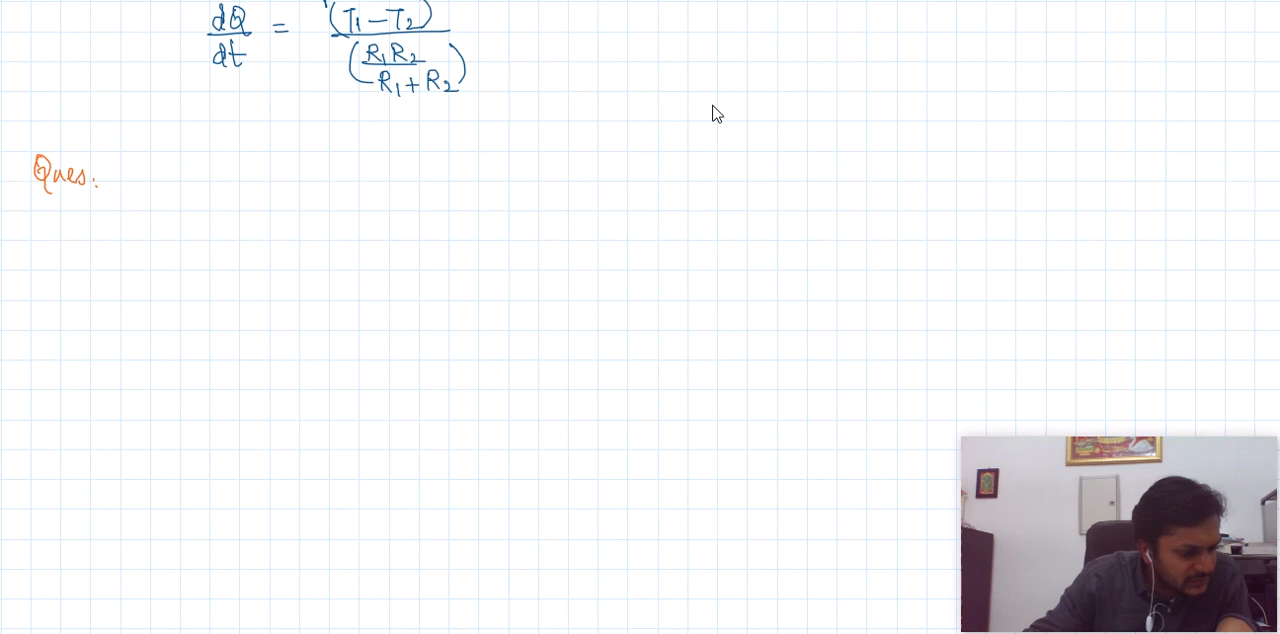 dQ/dt = (T₁ − T₂) / (R₁R₂ / R₁ + R₂)
Ques: